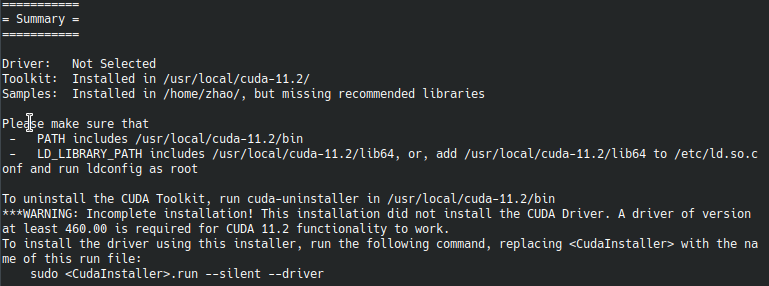 ===========
= Summary =
===========
Driver:   Not Selected
Toolkit:  Installed in /usr/local/cuda-11.2/
Samples:  Installed in /home/zhao/, but missing recommended libraries
Please make sure that
 -   PATH includes /usr/local/cuda-11.2/bin
 -   LD_LIBRARY_PATH includes /usr/local/cuda-11.2/lib64, or, add /usr/local/cuda-11.2/lib64 to /etc/ld.so.c
onf and run ldconfig as root
To uninstall the CUDA Toolkit, run cuda-uninstaller in /usr/local/cuda-11.2/bin
***WARNING: Incomplete installation! This installation did not install the CUDA Driver. A driver of version
at least 460.00 is required for CUDA 11.2 functionality to work.
To install the driver using this installer, run the following command, replacing <CudaInstaller> with the na
me of this run file:
    sudo <CudaInstaller>.run --silent --driver